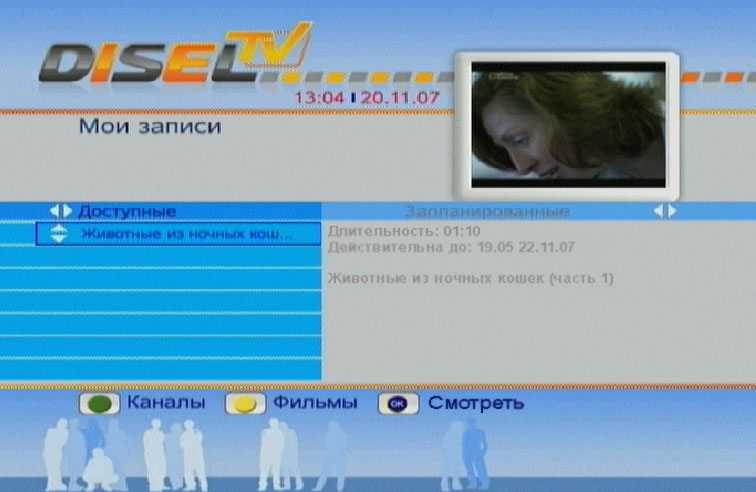 DISEL TV
13:04 20.11.07
Мои записи
Доступные
Запланированные
Животные из ночных кош...
Длительность: 01:10
Действительна до: 19.05 22.11.07
Животные из ночных кошек (часть 1)
Каналы
Фильмы
OK
Смотреть